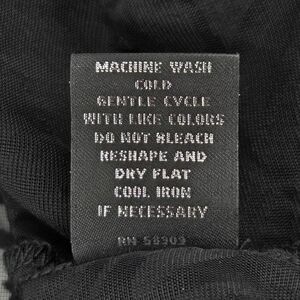 MACHINE WASH
COLD
GENTLE CYCLE
WITH LIKE COLORS
DO NOT BLEACH
RESHAPE AND
DRY FLAT
COOL IRON
IF NECESSARY
RN 58909